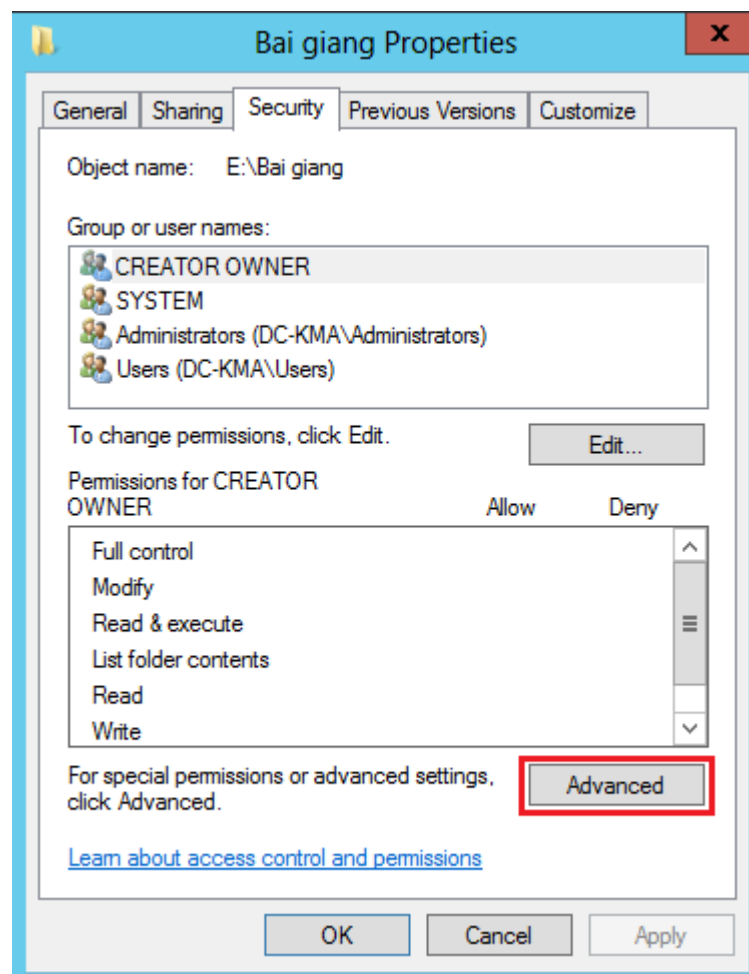 Bai giang Properties
x
General Sharing Security Previous Versions Customize
Object name: E:\Bai giang
Group or user names:
CREATOR OWNER
SYSTEM
Administrators (DC-KMA\Administrators)
Users (DC-KMA\Users)
To change permissions, click Edit.
Edit...
Permissions for CREATOR
OWNER Allow Deny
Full control
Modify
Read & execute
List folder contents
Read
Write
For special permissions or advanced settings,
click Advanced.
Advanced
Learn about access control and permissions
OK Cancel Apply